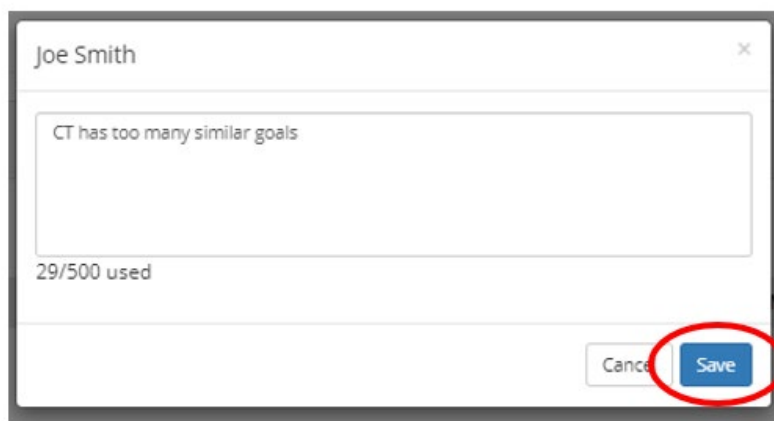 Joe Smith ×
CT has too many similar goals
29/500 used
Cance Save